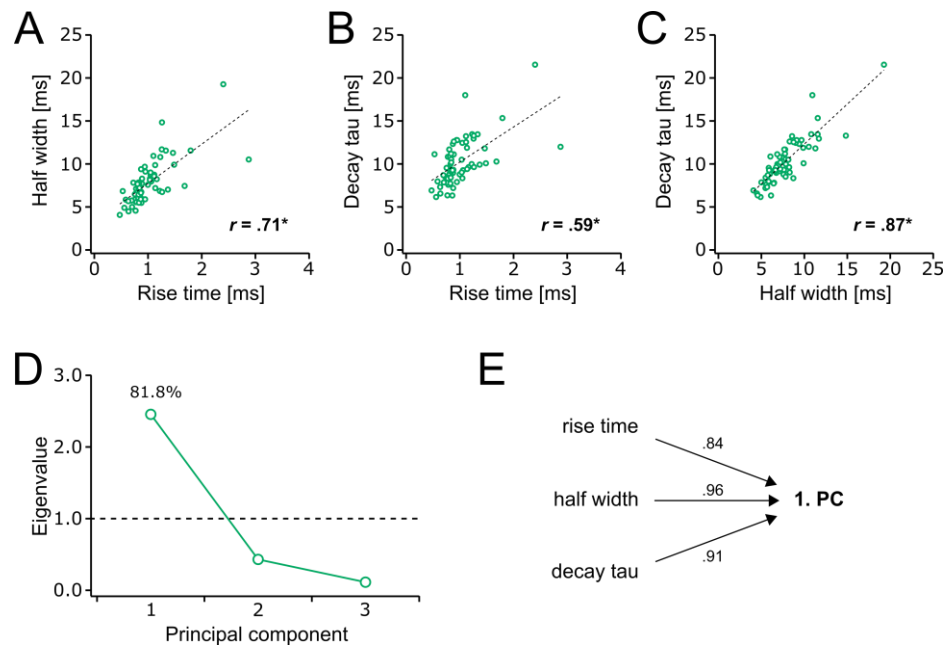 A
25
20
15
10
5
0
Half width [ms]
0 1 2 3 4
Rise time [ms]
r = .71*
B
25
20
15
10
5
0
Decay tau [ms]
0 1 2 3 4
Rise time [ms]
r = .59*
C
25
20
15
10
5
0
Decay tau [ms]
0 5 10 15 20 25
Half width [ms]
r = .87*
D
3.0
2.0
1.0
0.0
Eigenvalue
81.8%
1 2 3
Principal component
E
rise time
.84
half width
.96
1. PC
decay tau
.91